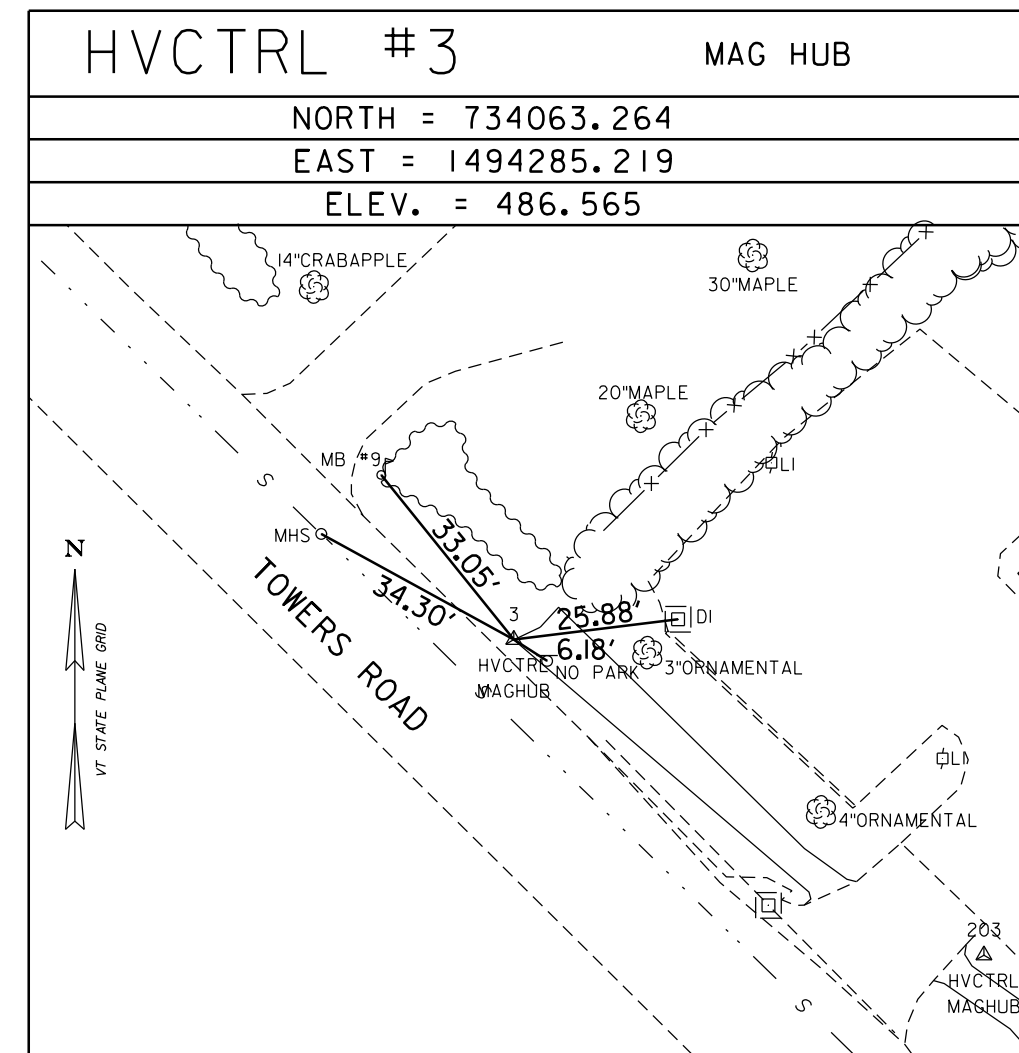 HVCTRL #3
MAG HUB
NORTH = 734063.264
EAST = 1494285.219
ELEV. = 486.565
14"CRABAPPLE
30"MAPLE
20"MAPLE
MB #9
LI
S
MHS
33.05'
N
34.30'
TOWERS ROAD
3
25.88'
DI
6.18'
HVCTRL
NO PARK
3"ORNAMENTAL
MAGHUB
S
VT STATE PLANE GRID
4"ORNAMENTAL
203
HVCTRL
MAGHUB
S